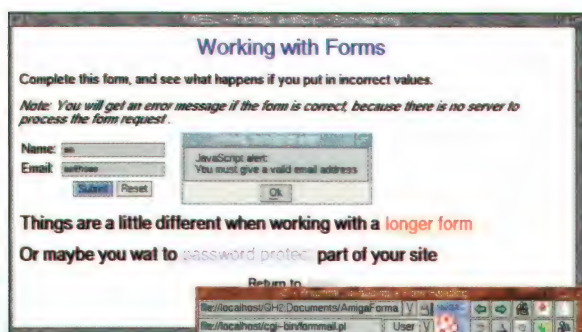 Working with Forms
Complete this form, and see what happens if you put in incorrect values.
Note: You will get an error message if the form is correct, because there is no server to
process the form request.
Name:
Email:
JavaScript alert:
You must give a valid email address
Ok
Submit Reset
Things are a little different when working with a longer form
Or maybe you wat to password protect part of your site
Return to
file://localhost/QH2:Documents/AmigaForma
file://localhost/cgi-bin/formmail.pl User